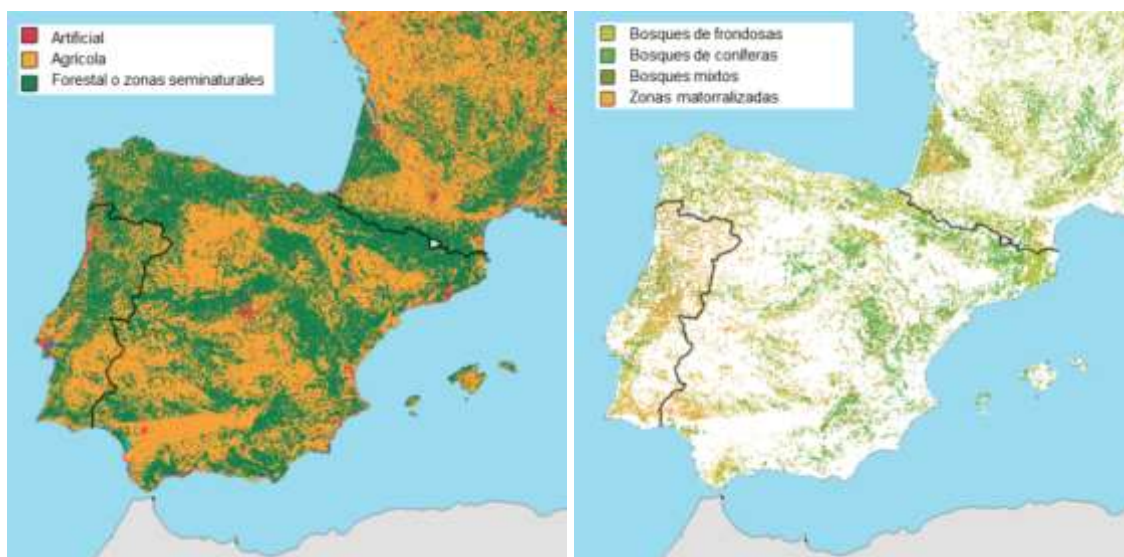 Artificial
Agrícola
Forestal o zonas seminaturales
Bosques de frondosas
Bosques de coníferas
Bosques mixtos
Zonas matorralizadas